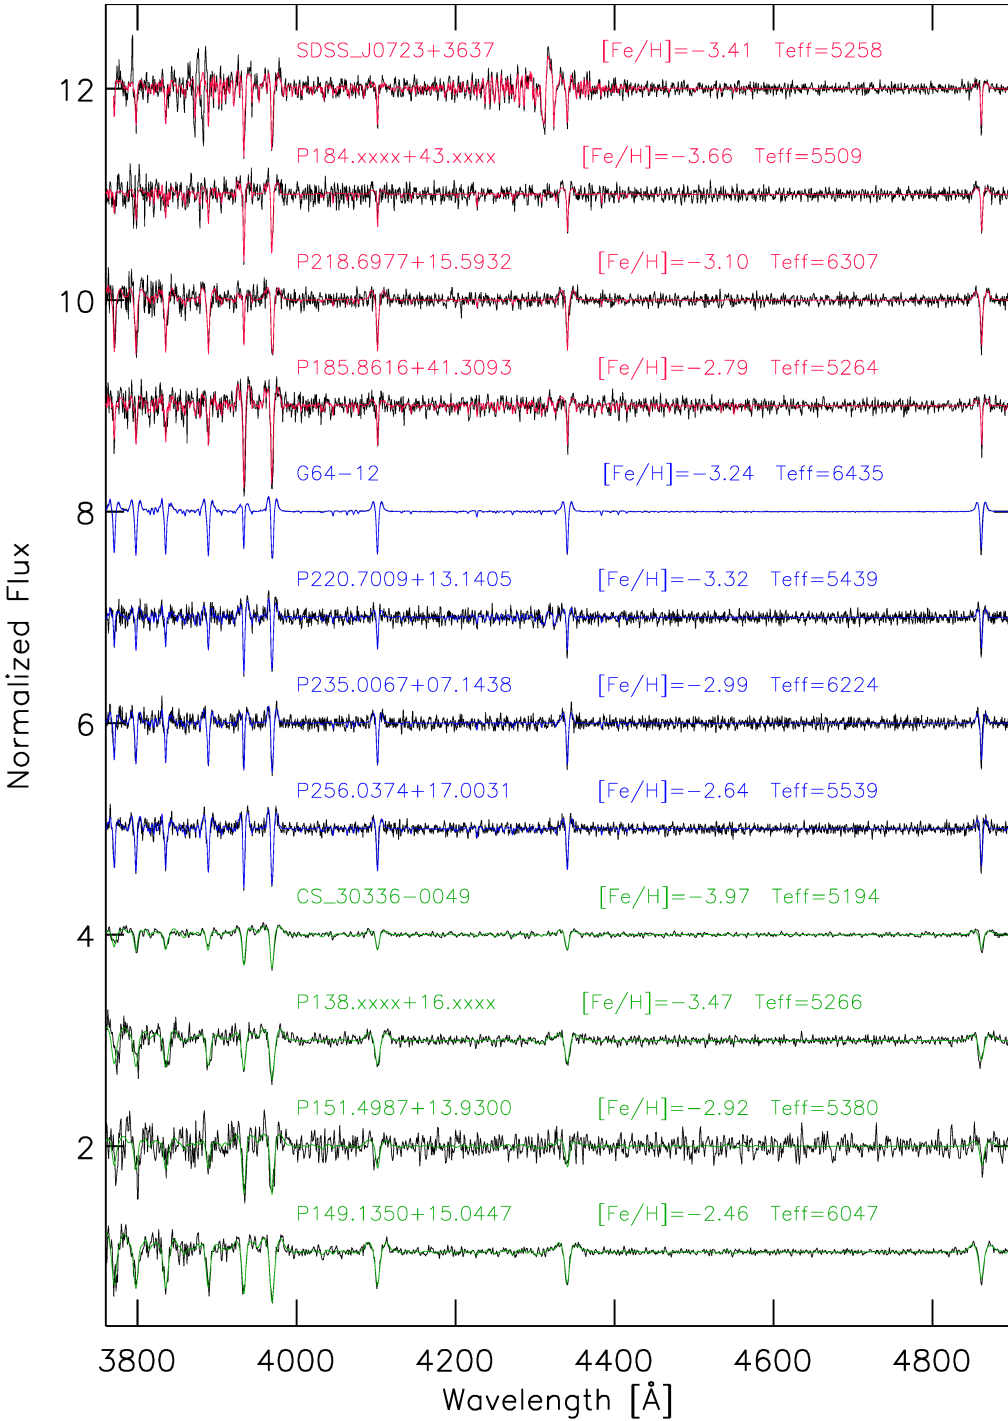 SDSS_J0723+3637 [Fe/H]=−3.41 Teff=5258
12
P184.xxxx+43.xxxx [Fe/H]=−3.66 Teff=5509
P218.6977+15.5932 [Fe/H]=−3.10 Teff=6307
10
P185.8616+41.3093 [Fe/H]=−2.79 Teff=5264
G64−12 [Fe/H]=−3.24 Teff=6435
8
P220.7009+13.1405 [Fe/H]=−3.32 Teff=5439
P235.0067+07.1438 [Fe/H]=−2.99 Teff=6224
6
P256.0374+17.0031 [Fe/H]=−2.64 Teff=5539
CS_30336−0049 [Fe/H]=−3.97 Teff=5194
4
P138.xxxx+16.xxxx [Fe/H]=−3.47 Teff=5266
P151.4987+13.9300 [Fe/H]=−2.92 Teff=5380
2
P149.1350+15.0447 [Fe/H]=−2.46 Teff=6047
Normalized Flux
3800 4000 4200 4400 4600 4800
Wavelength [Å]